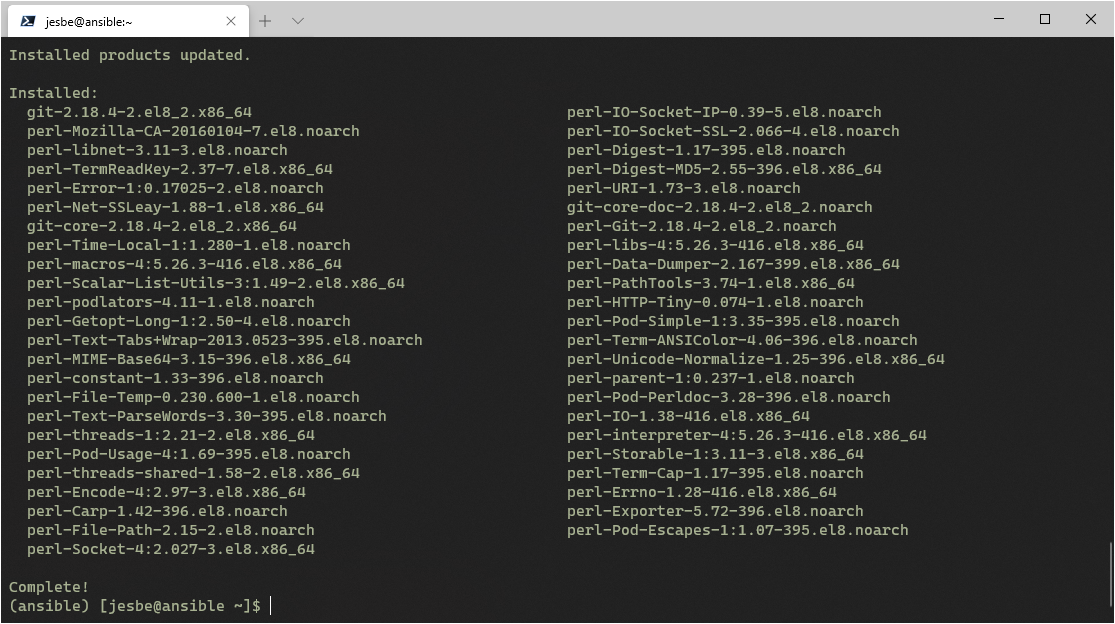 jesbe@ansible:~
Installed products updated.
Installed:
git-2.18.4-2.el8_2.x86_64 perl-IO-Socket-IP-0.39-5.el8.noarch
perl-Mozilla-CA-20160104-7.el8.noarch perl-IO-Socket-SSL-2.066-4.el8.noarch
perl-libnet-3.11-3.el8.noarch perl-Digest-1.17-395.el8.noarch
perl-TermReadKey-2.37-7.el8.x86_64 perl-Digest-MD5-2.55-396.el8.x86_64
perl-Error-1:0.17025-2.el8.noarch perl-URI-1.73-3.el8.noarch
perl-Net-SSLeay-1.88-1.el8.x86_64 git-core-doc-2.18.4-2.el8_2.noarch
git-core-2.18.4-2.el8_2.x86_64 perl-Git-2.18.4-2.el8_2.noarch
perl-Time-Local-1:1.280-1.el8.noarch perl-libs-4:5.26.3-416.el8.x86_64
perl-macros-4:5.26.3-416.el8.x86_64 perl-Data-Dumper-2.167-399.el8.x86_64
perl-Scalar-List-Utils-3:1.49-2.el8.x86_64 perl-PathTools-3.74-1.el8.x86_64
perl-podlators-4.11-1.el8.noarch perl-HTTP-Tiny-0.074-1.el8.noarch
perl-Getopt-Long-1:2.50-4.el8.noarch perl-Pod-Simple-1:3.35-395.el8.noarch
perl-Text-Tabs+Wrap-2013.0523-395.el8.noarch perl-Term-ANSIColor-4.06-396.el8.noarch
perl-MIME-Base64-3.15-396.el8.x86_64 perl-Unicode-Normalize-1.25-396.el8.x86_64
perl-constant-1.33-396.el8.noarch perl-parent-1:0.237-1.el8.noarch
perl-File-Temp-0.230.600-1.el8.noarch perl-Pod-Perldoc-3.28-396.el8.noarch
perl-Text-ParseWords-3.30-395.el8.noarch perl-IO-1.38-416.el8.x86_64
perl-threads-1:2.21-2.el8.x86_64 perl-interpreter-4:5.26.3-416.el8.x86_64
perl-Pod-Usage-4:1.69-395.el8.noarch perl-Storable-1:3.11-3.el8.x86_64
perl-threads-shared-1.58-2.el8.x86_64 perl-Term-Cap-1.17-395.el8.noarch
perl-Encode-4:2.97-3.el8.x86_64 perl-Errno-1.28-416.el8.x86_64
perl-Carp-1.42-396.el8.noarch perl-Exporter-5.72-396.el8.noarch
perl-File-Path-2.15-2.el8.noarch perl-Pod-Escapes-1:1.07-395.el8.noarch
perl-Socket-4:2.027-3.el8.x86_64
Complete!
(ansible) [jesbe@ansible ~]$